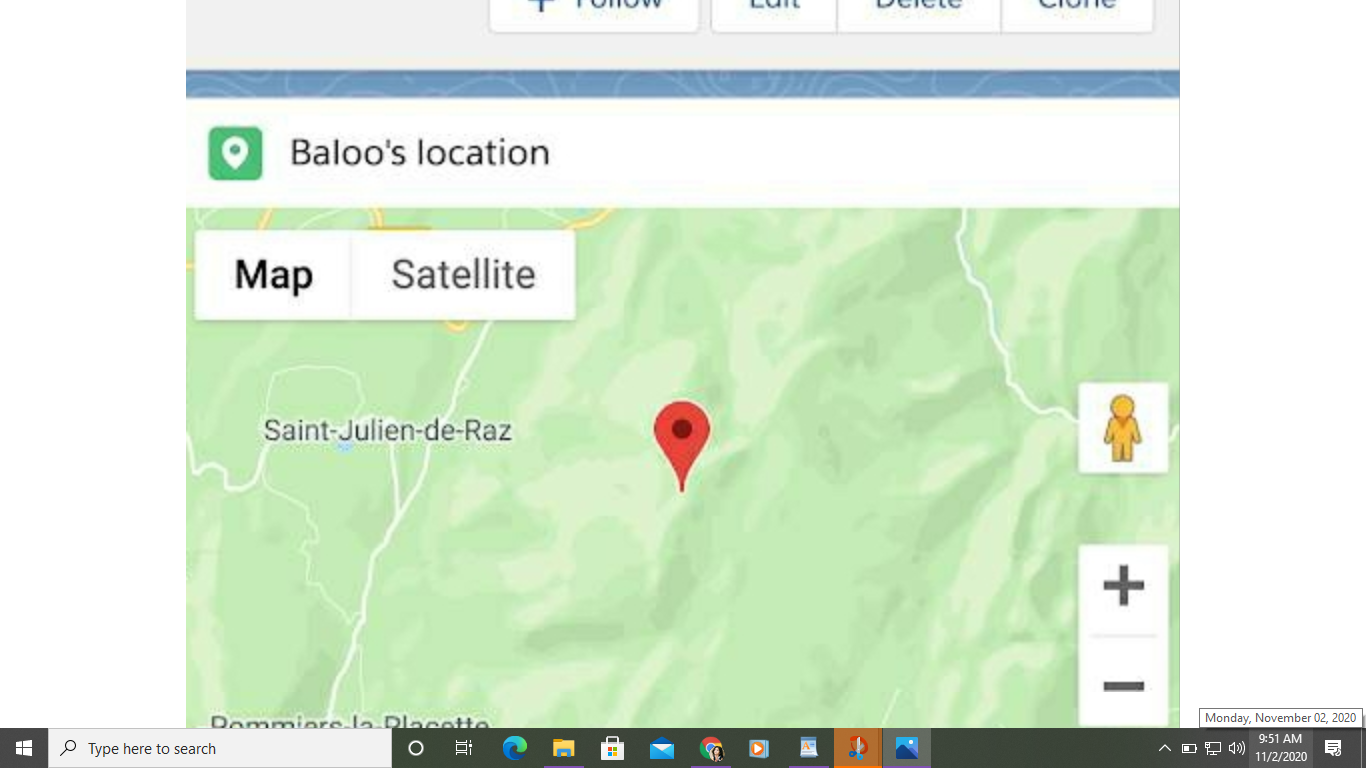 Follow Edit Delete Clone
Baloo's location
Map Satellite
Saint-Julien-de-Raz
Pommiers-la-Placette
Monday, November 02, 2020
Type here to search
9:51 AM
11/2/2020